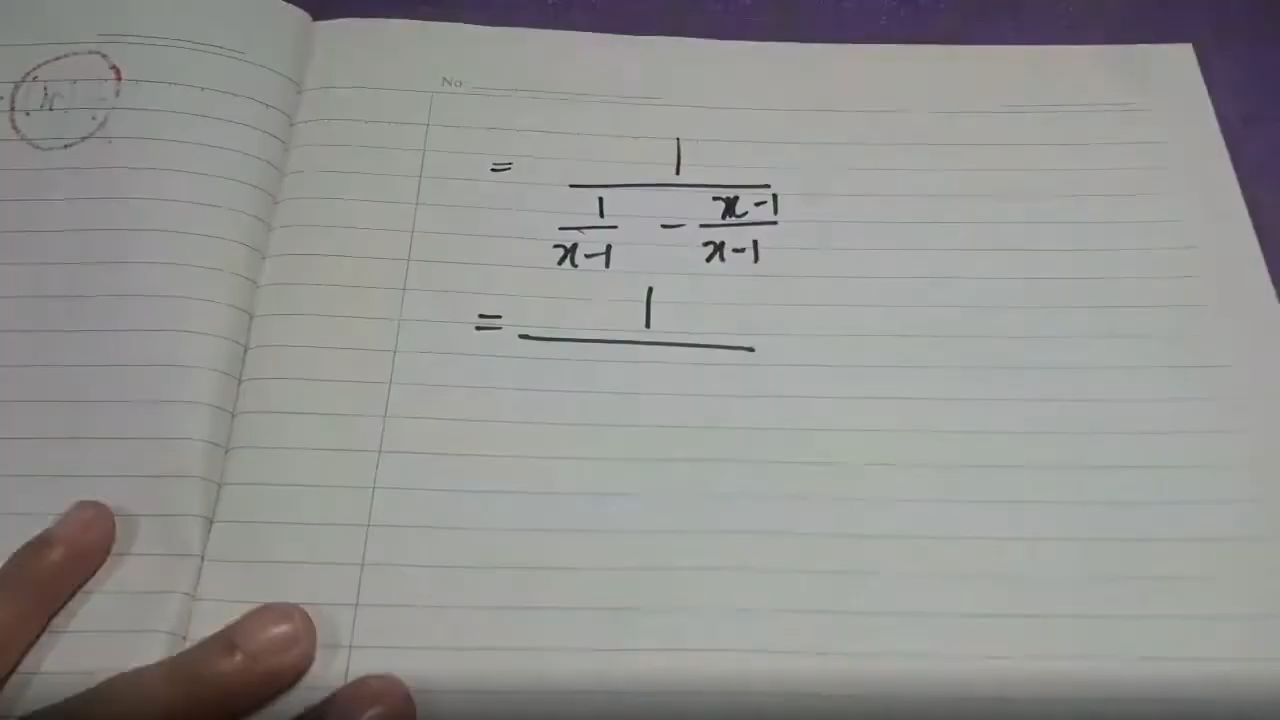 No
= 1
1/x-1 - x-1/x-1
= 1